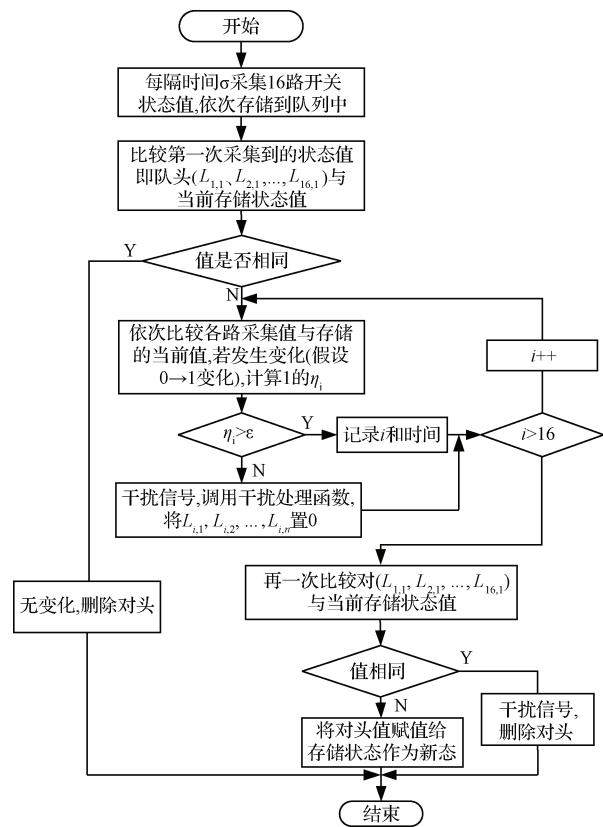 开始
每隔时间σ采集16路开关
状态值,依次存储到队列中
比较第一次采集到的状态值
即队头(L1,1、L2,1,…,L16,1)与
当前存储状态值
Y
值是否相同
N
依次比较各路采集值与存储
的当前值,若发生变化(假设
0→1变化),计算1的ηi
i++
ηi>ε
Y
记录i和时间
i>16
N
干扰信号,调用干扰处理函数,
将Li,1, Li,2, …,Li,n置0
再一次比较对(L1,1, L2,1, …, L16,1)
与当前存储状态值
无变化,删除对头
值相同
Y
N
干扰信号,
删除对头
将对头值赋值给
存储状态作为新态
结束